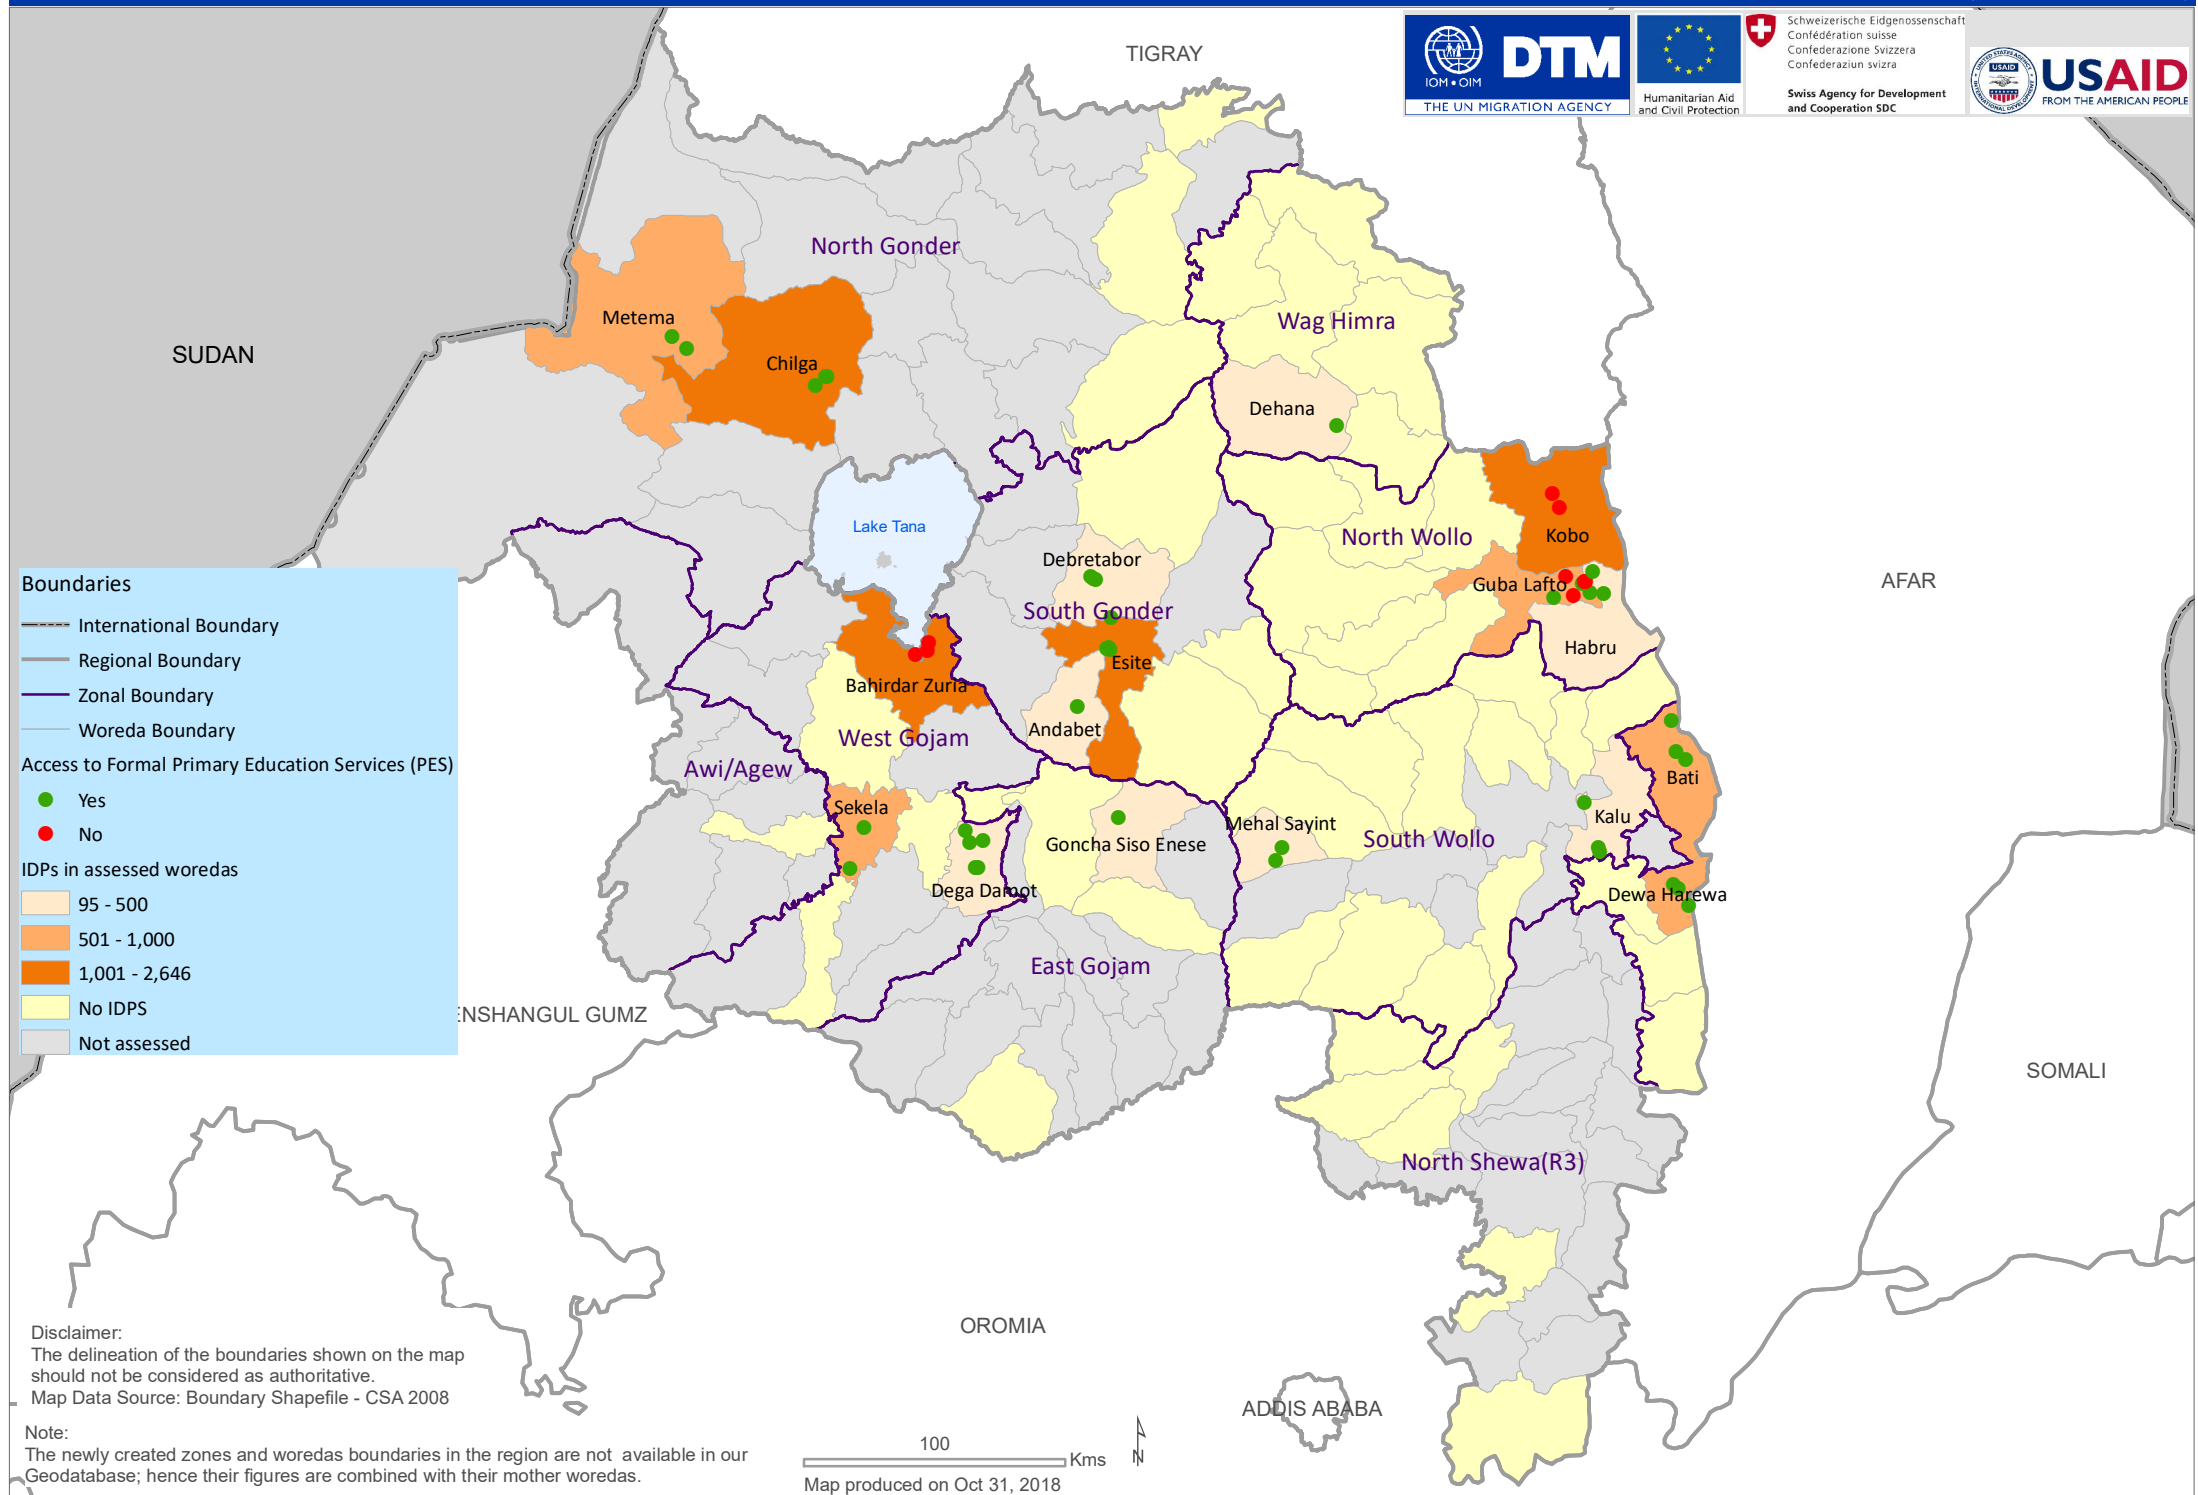 TIGRAY
IOM • OIM
DTM
THE UN MIGRATION AGENCY
Humanitarian Aid
and Civil Protection
Schweizerische Eidgenossenschaft
Confédération suisse
Confederazione Svizzera
Confederaziun svizra
Swiss Agency for Development
and Cooperation SDC
USAID
USAID
FROM THE AMERICAN PEOPLE
North Gonder
Metema
Wag Himra
SUDAN
Chilga
Dehana
Lake Tana
North Wollo
Kobo
Debretabor
Guba Lafto
AFAR
South Gonder
Habru
Esite
Bahirdar Zuria
Andabet
West Gojam
Awi/Agew
Bati
Sekela
Kalu
Mehal Sayint
South Wollo
Goncha Siso Enese
Dega Damot
Dewa Harewa
East Gojam
ENSHANGUL GUMZ
SOMALI
North Shewa(R3)
OROMIA
ADDIS ABABA
Boundaries
International Boundary
Regional Boundary
Zonal Boundary
Woreda Boundary
Access to Formal Primary Education Services (PES)
Yes
No
IDPs in assessed woredas
95 - 500
501 - 1,000
1,001 - 2,646
No IDPS
Not assessed
Disclaimer:
The delineation of the boundaries shown on the map
should not be considered as authoritative.
Map Data Source: Boundary Shapefile - CSA 2008
Note:
The newly created zones and woredas boundaries in the region are not available in our
Geodatabase; hence their figures are combined with their mother woredas.
100
Kms
N
Map produced on Oct 31, 2018